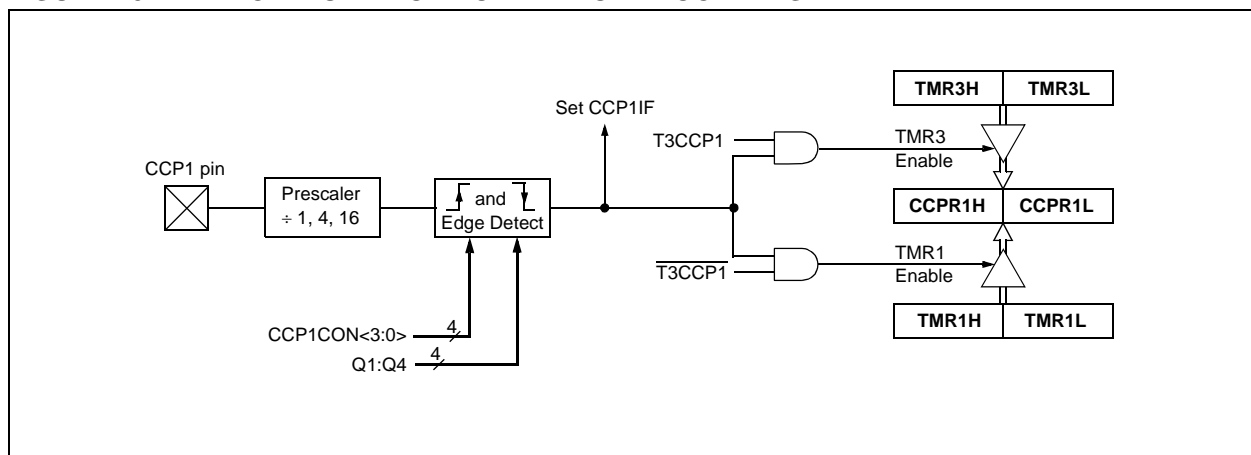 TMR3H TMR3L
Set CCP1IF
T3CCP1
TMR3
Enable
CCP1 pin
Prescaler
÷ 1, 4, 16
and
Edge Detect
CCPR1H CCPR1L
T3CCP1
TMR1
Enable
TMR1H TMR1L
CCP1CON<3:0>
4
Q1:Q4
4